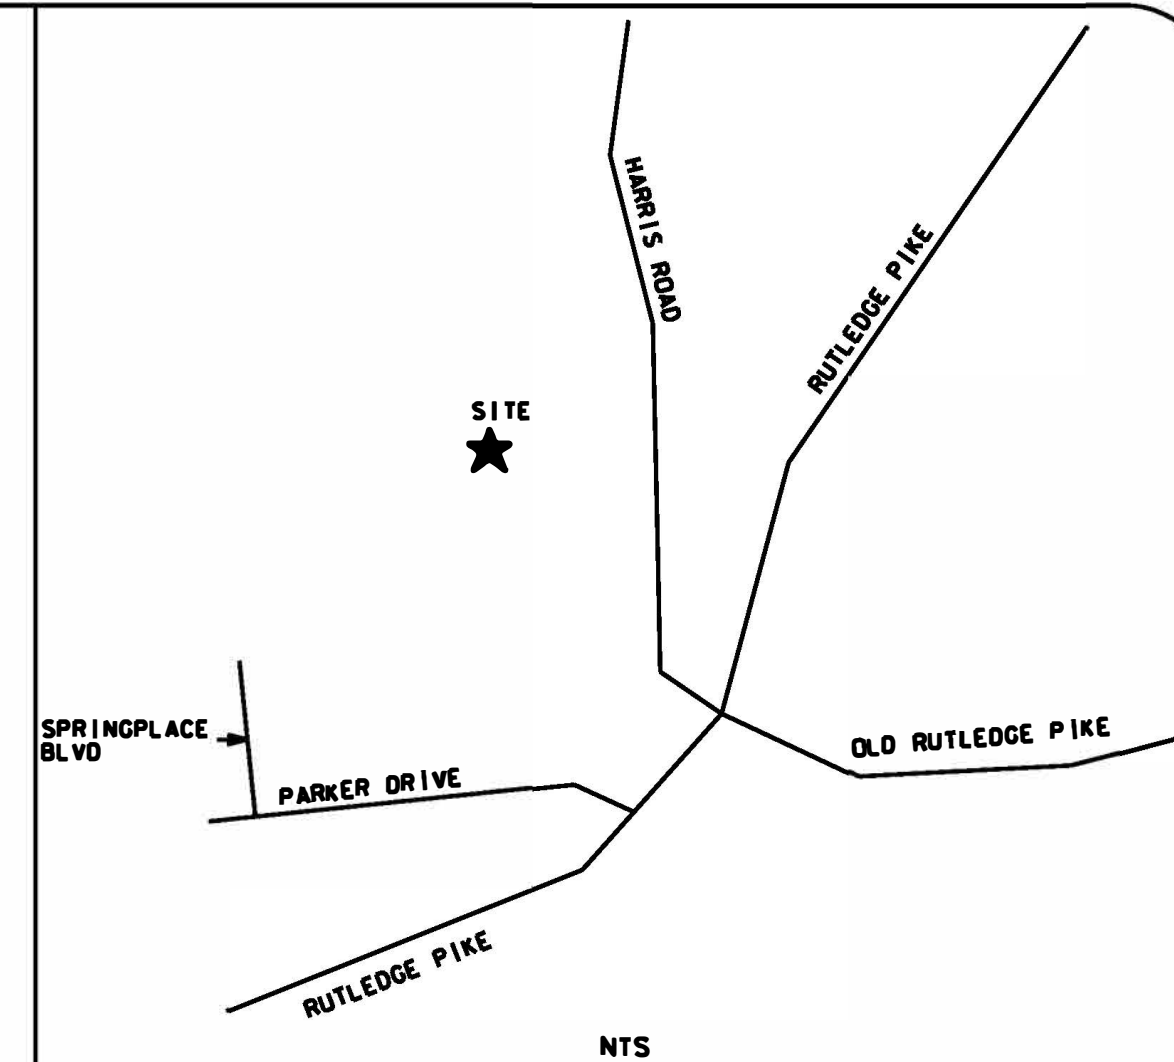 HARRIS ROAD
RUTLEDGE PIKE
SITE
SPRINGPLACE
BLVD
OLD RUTLEDGE PIKE
PARKER DRIVE
RUTLEDGE PIKE
NTS